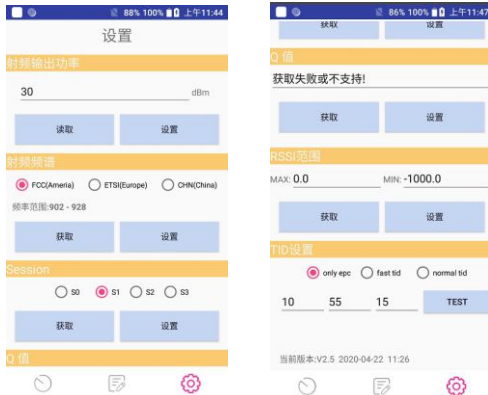 88% 100% 上午11:44
设置
射频输出功率
30 dBm
读取 设置
射频频谱
FCC(Ameria) ETSI(Europe) CHN(China)
频率范围:902 - 928
获取 设置
Session
S0 S1 S2 S3
获取 设置
Q 值
86% 100% 上午11:47
获取 设置
Q 值
获取失败或不支持!
获取 设置
RSSI范围
MAX: 0.0 MIN: -1000.0
获取 设置
TID设置
only epc fast tid normal tid
10 55 15 TEST
当前版本:V2.5 2020-04-22 11:26